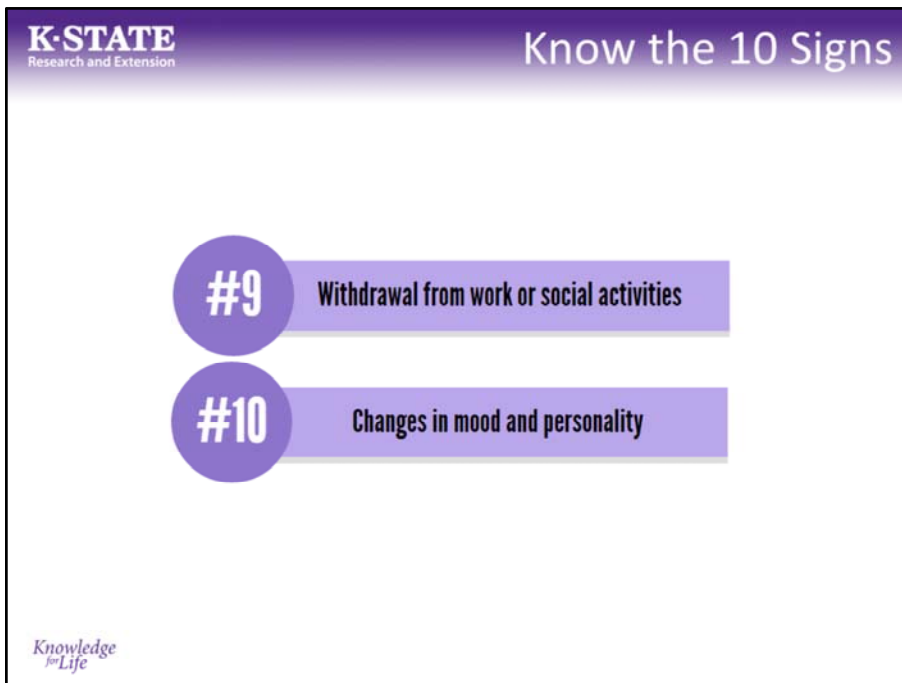 K·STATE
Research and Extension
Know the 10 Signs
#9
Withdrawal from work or social activities
#10
Changes in mood and personality
Knowledge
for Life